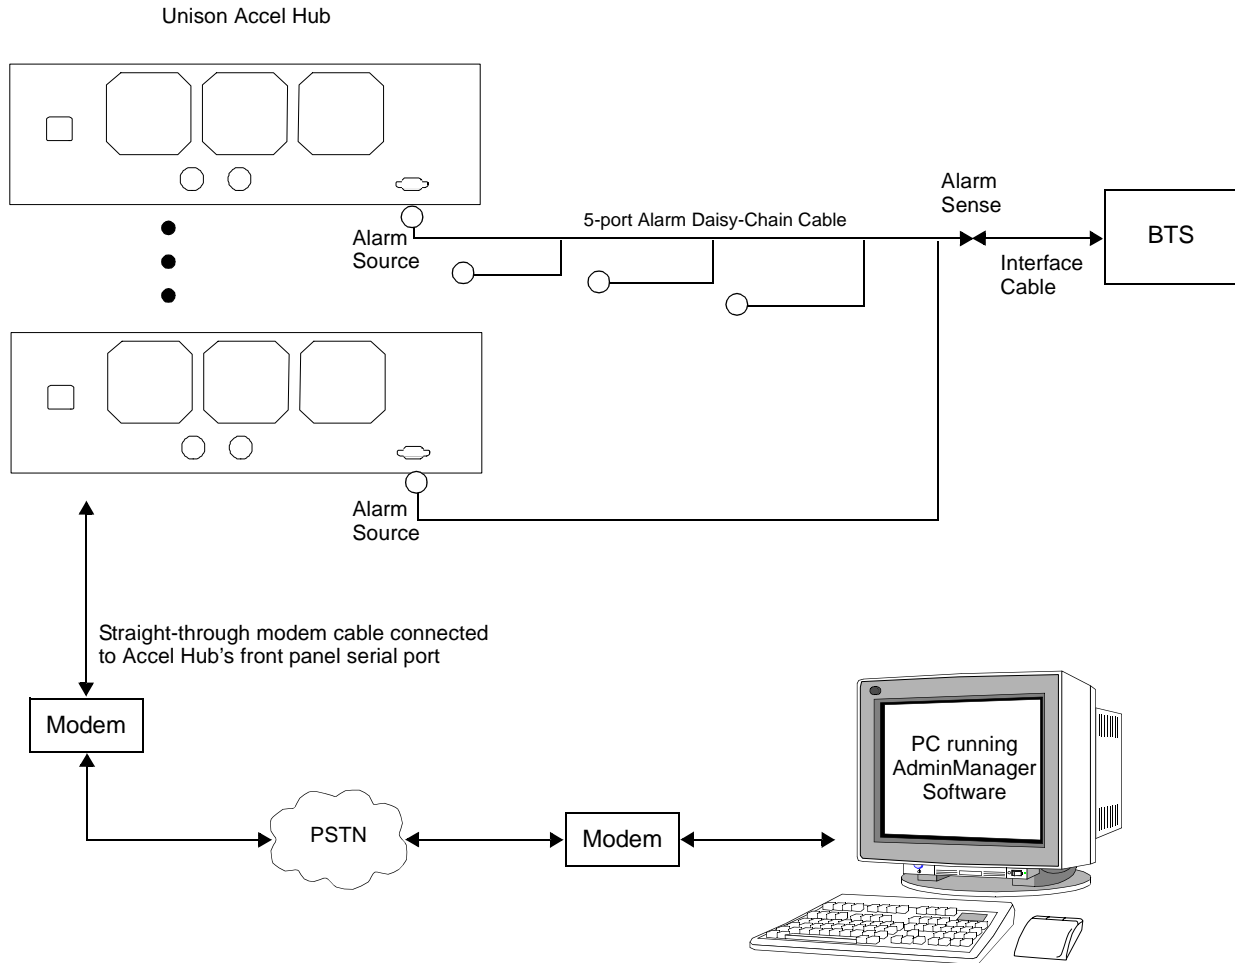 Unison Accel Hub
Alarm
Source
5-port Alarm Daisy-Chain Cable
Alarm
Sense
Interface
Cable
BTS
Alarm
Source
Straight-through modem cable connected
to Accel Hub’s front panel serial port
Modem
PSTN
Modem
PC running
AdminManager
Software